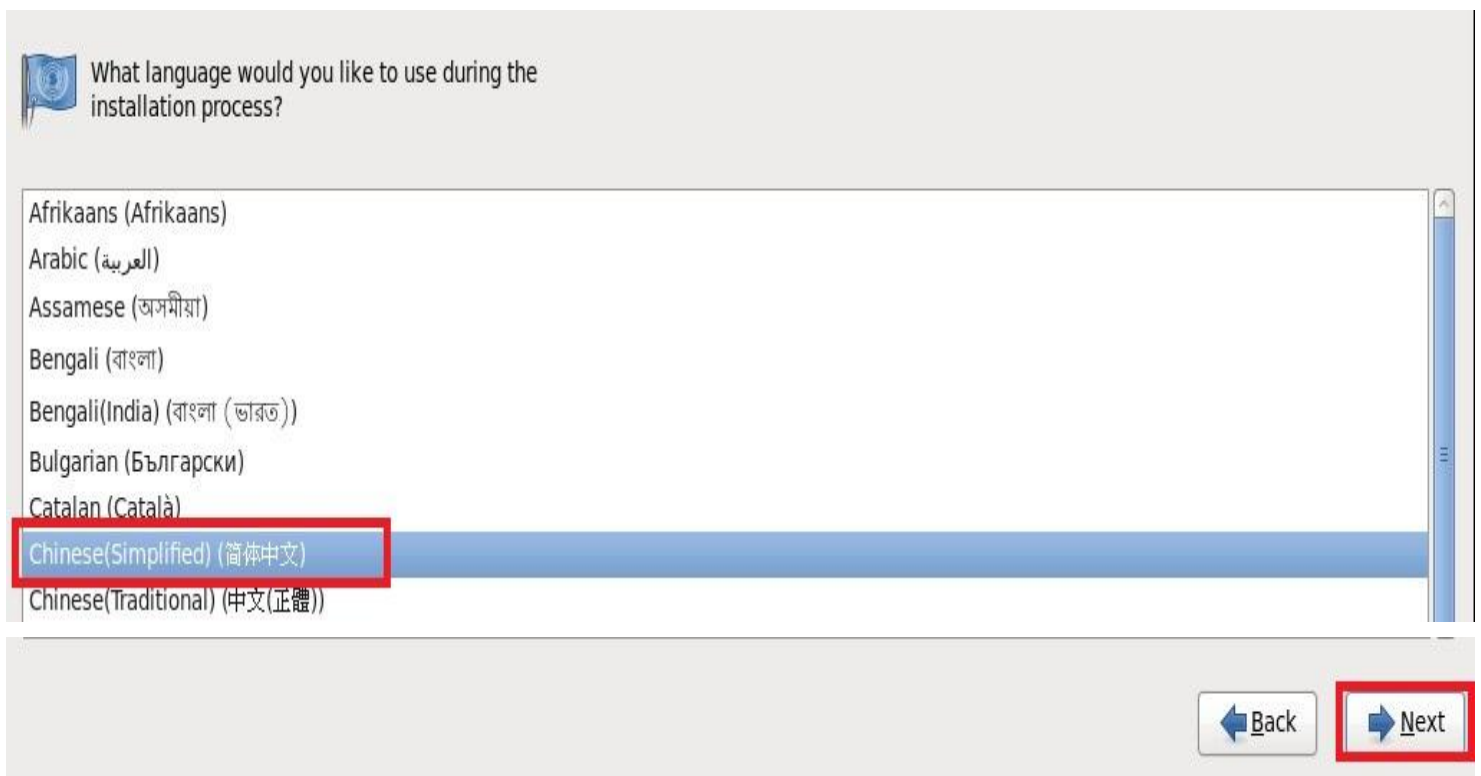 What language would you like to use during the
installation process?
Afrikaans (Afrikaans)
Arabic (العربية)
Assamese (অসমীয়া)
Bengali (বাংলা)
Bengali(India) (বাংলা (ভারত))
Bulgarian (Български)
Catalan (Català)
Chinese(Simplified) (简体中文)
Chinese(Traditional) (中文(正體))
Back
Next